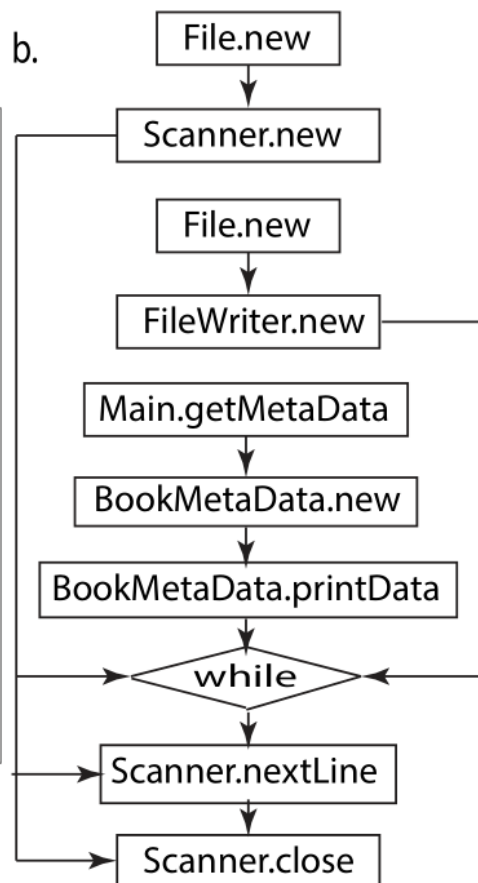 b.
File.new
Scanner.new
File.new
FileWriter.new
Main.getMetaData
BookMetaData.new
BookMetaData.printData
while
Scanner.nextLine
Scanner.close